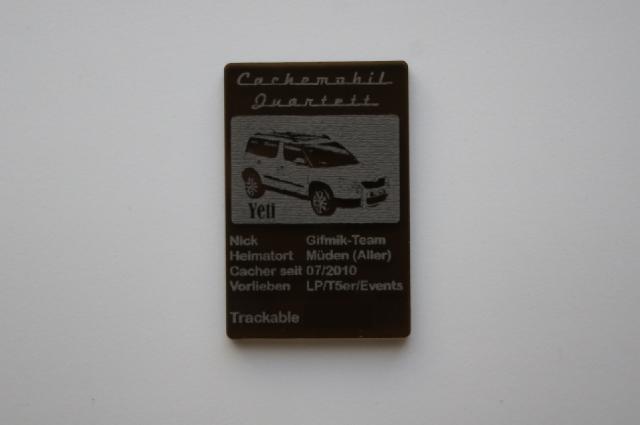 Cachemobil
Quartett
Yeti
Nick Gifmik-Team
Heimatort Müden (Aller)
Cacher seit 07/2010
Vorlieben LP/T5er/Events
Trackable